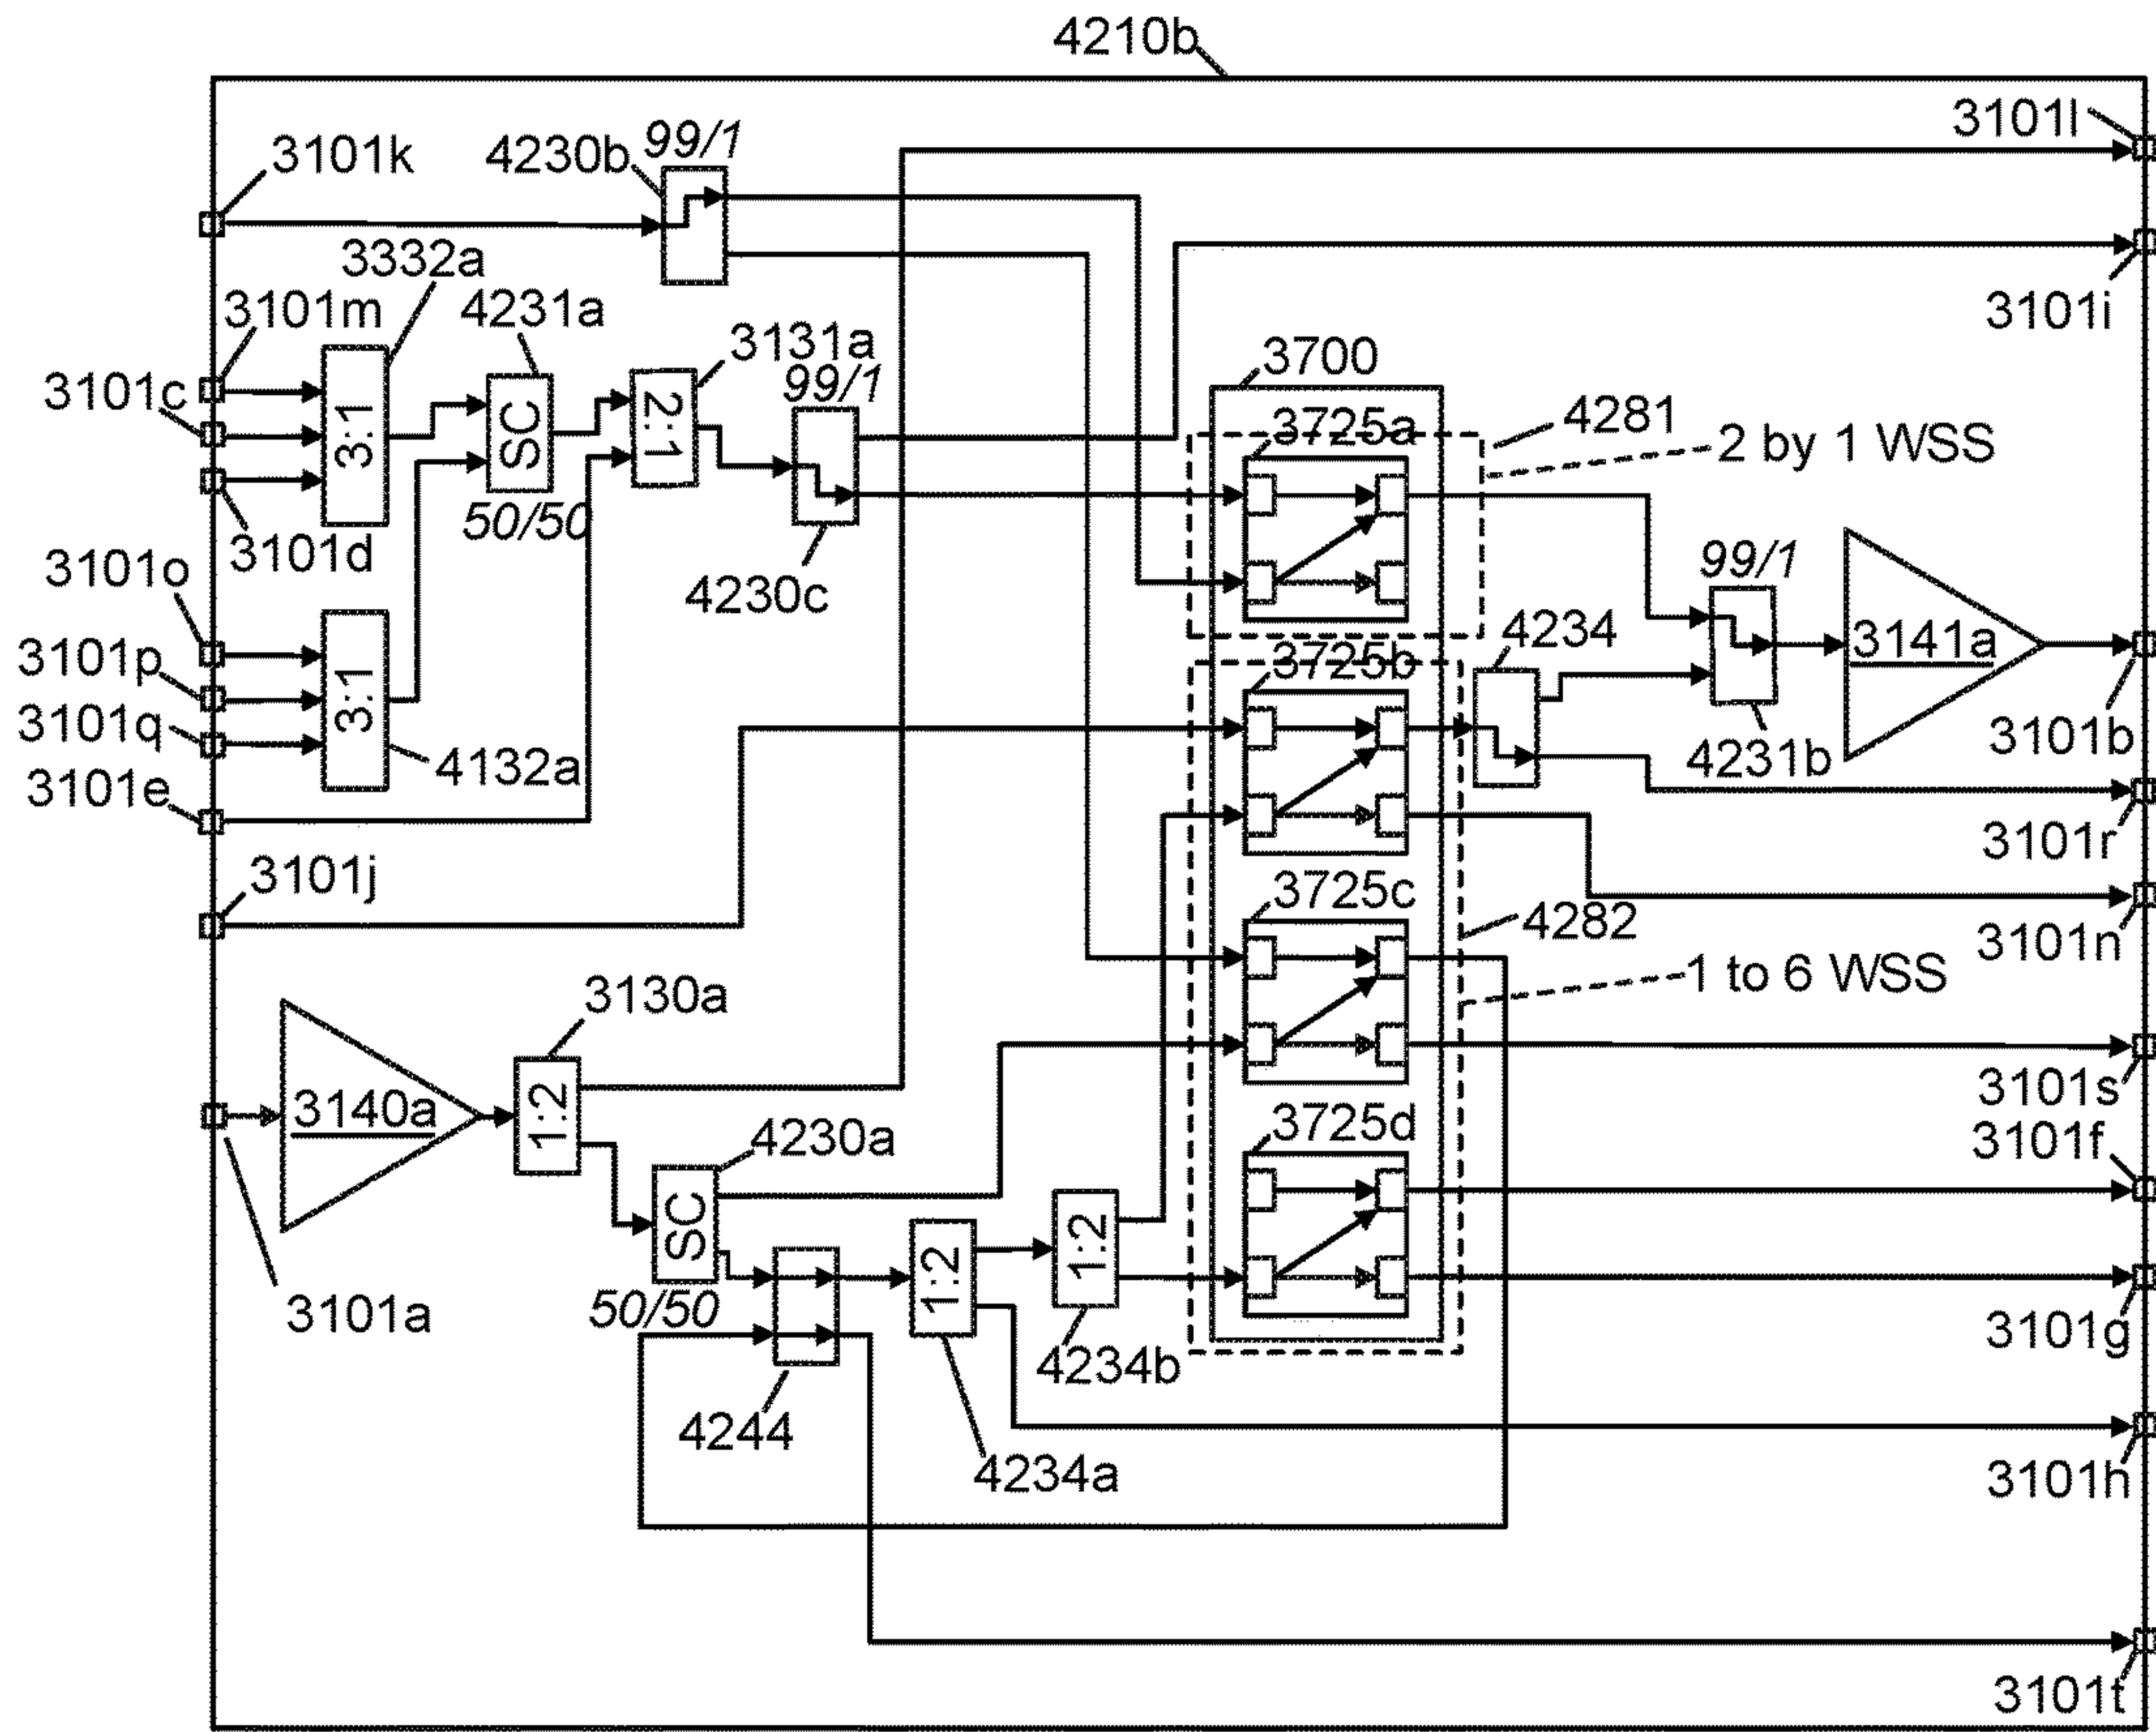 4210b
3101l
99/1
4230b
3101k
3332a
3101i
3101m
4231a
3131a
99/1
3700
3101c
3:1
SC
2:1
3725a
4281
2 by 1 WSS
50/50
3101d
3101o
4230c
99/1
4234
3141a
3101p
3:1
3725b
3101q
4132a
4231b
3101b
3101e
3101r
3101j
3725c
4282
3101n
1 to 6 WSS
3130a
3101s
3140a
1:2
3725d
4230a
3101f
SC
1:2
1:2
3101a
50/50
3101g
4234b
4244
4234a
3101h
3101t